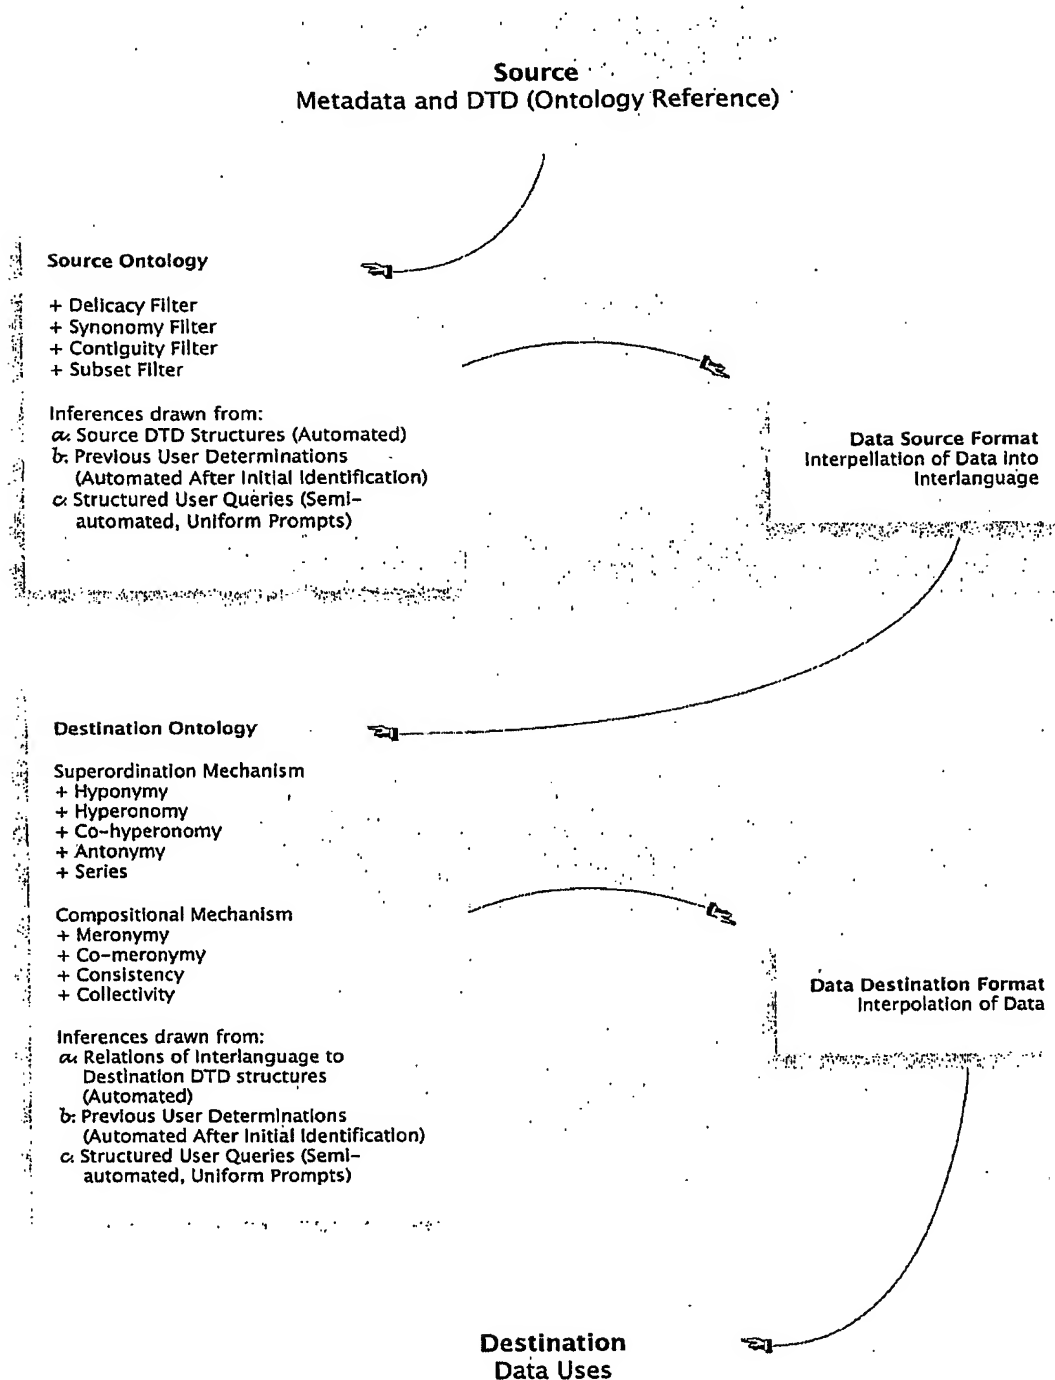 Source
Metadata and DTD (Ontology Reference)
Source Ontology
+ Delicacy Filter
+ Synonomy Filter
+ Contiguity Filter
+ Subset Filter
Inferences drawn from:
a. Source DTD Structures (Automated)
b. Previous User Determinations
(Automated After Initial Identification)
c. Structured User Queries (Semi-
automated, Uniform Prompts)
Data Source Format
Interpellation of Data into
Interlanguage
Destination Ontology
Superordination Mechanism
+ Hyponymy
+ Hyperonomy
+ Co-hyperonomy
+ Antonymy
+ Series
Compositional Mechanism
+ Meronymy
+ Co-meronymy
+ Consistency
+ Collectivity
Inferences drawn from:
a. Relations of Interlanguage to
Destination DTD structures
(Automated)
b. Previous User Determinations
(Automated After Initial Identification)
c. Structured User Queries (Semi-
automated, Uniform Prompts)
Data Destination Format
Interpolation of Data
Destination
Data Uses